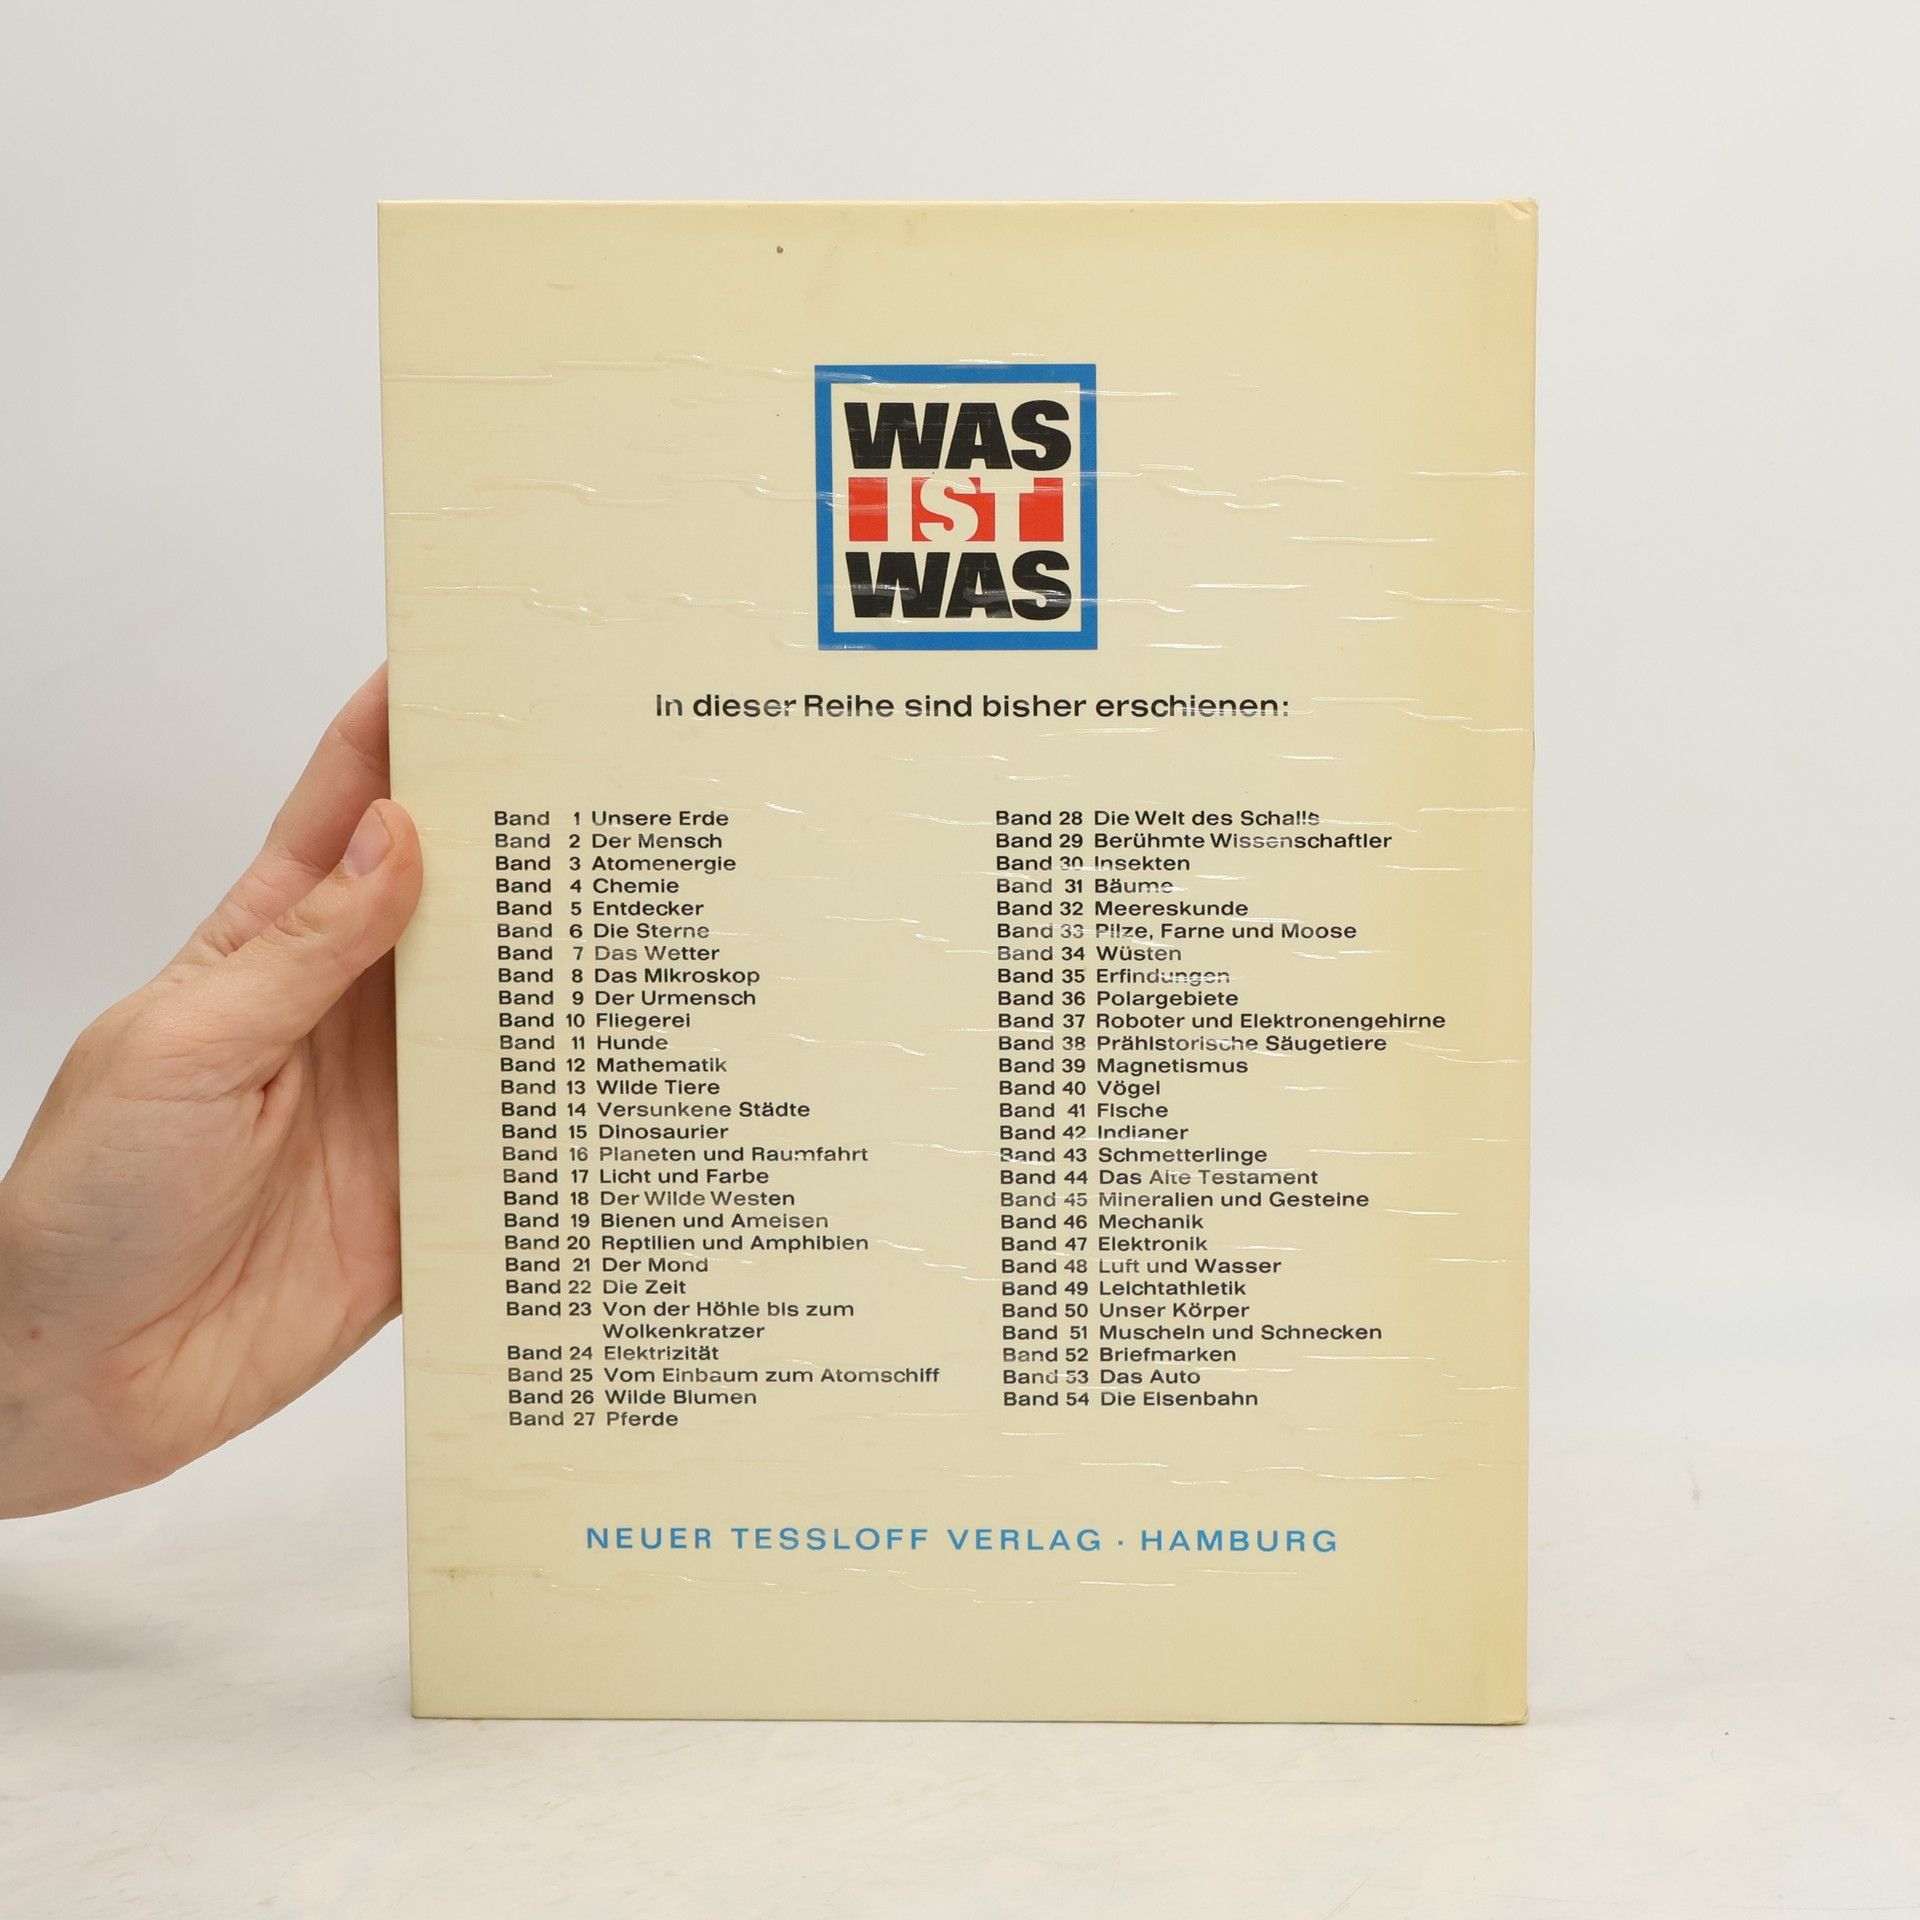 WAS
IST
WAS
In dieser Reihe sind bisher erschienen:
Band 1 Unsere Erde
Band 2 Der Mensch
Band 3 Atomenergie
Band 4 Chemie
Band 5 Entdecker
Band 6 Die Sterne
Band 7 Das Wetter
Band 8 Das Mikroskop
Band 9 Der Urmensch
Band 10 Fliegerei
Band 11 Hunde
Band 12 Mathematik
Band 13 Wilde Tiere
Band 14 Versunkene Städte
Band 15 Dinosaurier
Band 16 Planeten und Raumfahrt
Band 17 Licht und Farbe
Band 18 Der Wilde Westen
Band 19 Bienen und Ameisen
Band 20 Reptilien und Amphibien
Band 21 Der Mond
Band 22 Die Zeit
Band 23 Von der Höhle bis zum
Wolkenkratzer
Band 24 Elektrizität
Band 25 Vom Einbaum zum Atomschiff
Band 26 Wilde Blumen
Band 27 Pferde
Band 28 Die Welt des Schalls
Band 29 Berühmte Wissenschaftler
Band 30 Insekten
Band 31 Bäume
Band 32 Meereskunde
Band 33 Pilze, Farne und Moose
Band 34 Wüsten
Band 35 Erfindungen
Band 36 Polargebiete
Band 37 Roboter und Elektronengehirne
Band 38 Prähistorische Säugetiere
Band 39 Magnetismus
Band 40 Vögel
Band 41 Fische
Band 42 Indianer
Band 43 Schmetterlinge
Band 44 Das Alte Testament
Band 45 Mineralien und Gesteine
Band 46 Mechanik
Band 47 Elektronik
Band 48 Luft und Wasser
Band 49 Leichtathletik
Band 50 Unser Körper
Band 51 Muscheln und Schnecken
Band 52 Briefmarken
Band 53 Das Auto
Band 54 Die Eisenbahn
NEUER TESSLOFF VERLAG · HAMBURG